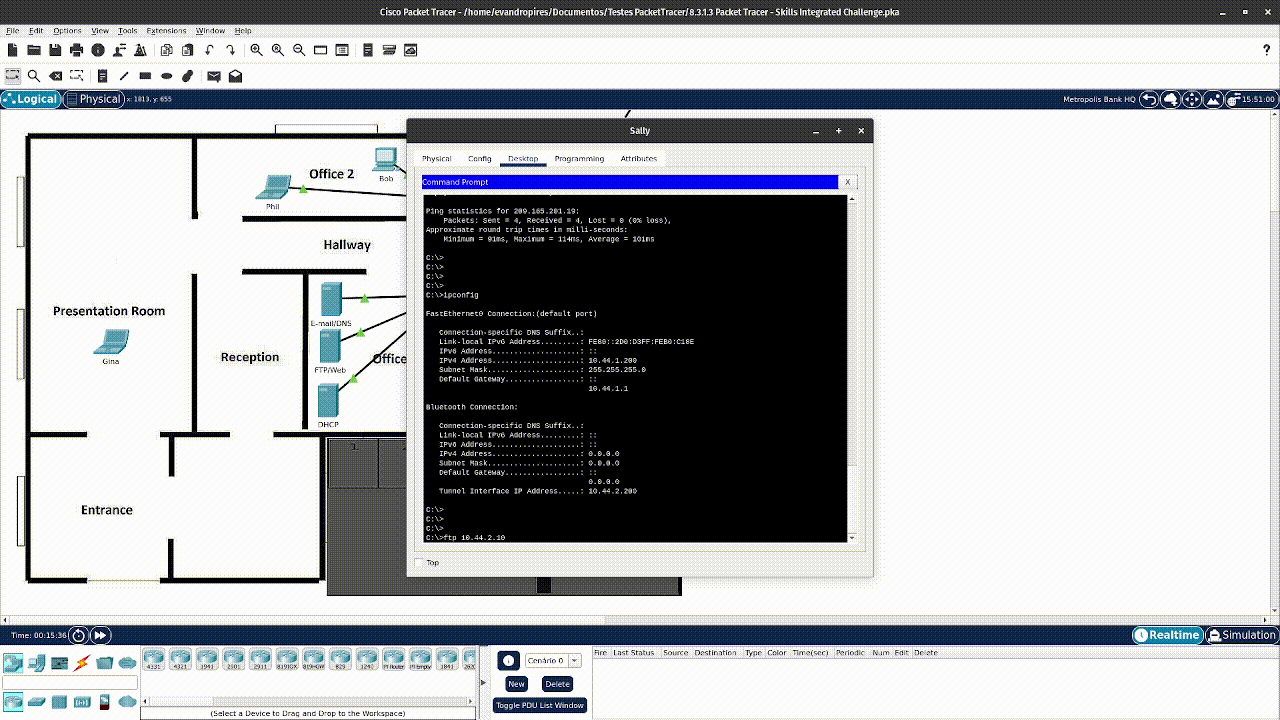 Cisco Packet Tracer - /home/evandropires/Documentos/Testes PacketTracer/8.3.1.3 Packet Tracer - Skills Integrated Challenge.pka
File Edit Options View Tools Extensions Window Help
Logical Physical x: 1813, y: 655 Metropolis Bank HQ 15:51:00
Sally
Physical Config Desktop Programming Attributes
Command Prompt X
Ping statistics for 209.165.201.19:
Packets: Sent = 4, Received = 4, Lost = 0 (0% loss),
Approximate round trip times in milli-seconds:
Minimum = 91ms, Maximum = 114ms, Average = 101ms
C:\>
C:\>
C:\>
C:\>
C:\>ipconfig
FastEthernet0 Connection:(default port)
Connection-specific DNS Suffix..:
Link-local IPv6 Address.........: FE80::2D0:D3FF:FEB0:C18E
IPv6 Address....................: ::
IPv4 Address....................: 10.44.1.200
Subnet Mask.....................: 255.255.255.0
Default Gateway.................: ::
10.44.1.1
Bluetooth Connection:
Connection-specific DNS Suffix..:
Link-local IPv6 Address.........: ::
IPv6 Address....................: ::
IPv4 Address....................: 0.0.0.0
Subnet Mask.....................: 0.0.0.0
Default Gateway.................: ::
0.0.0.0
Tunnel Interface IP Address.....: 10.44.2.200
C:\>
C:\>
C:\>
C:\>ftp 10.44.2.10
Top
Office 2
Bob
Phil
Hallway
Presentation Room
Gina
Reception
E-mail/DNS
FTP/Web
Office
DHCP
Entrance
Time: 00:15:36 Realtime Simulation
4331 4321 1941 2901 2911 819IOX 819HGW 829 1240 PT-Router PT-Empty 1841
(Select a Device to Drag and Drop to the Workspace)
Cenário 0
New Delete
Toggle PDU List Window
Fire Last Status Source Destination Type Color Time(sec) Periodic Num Edit Delete